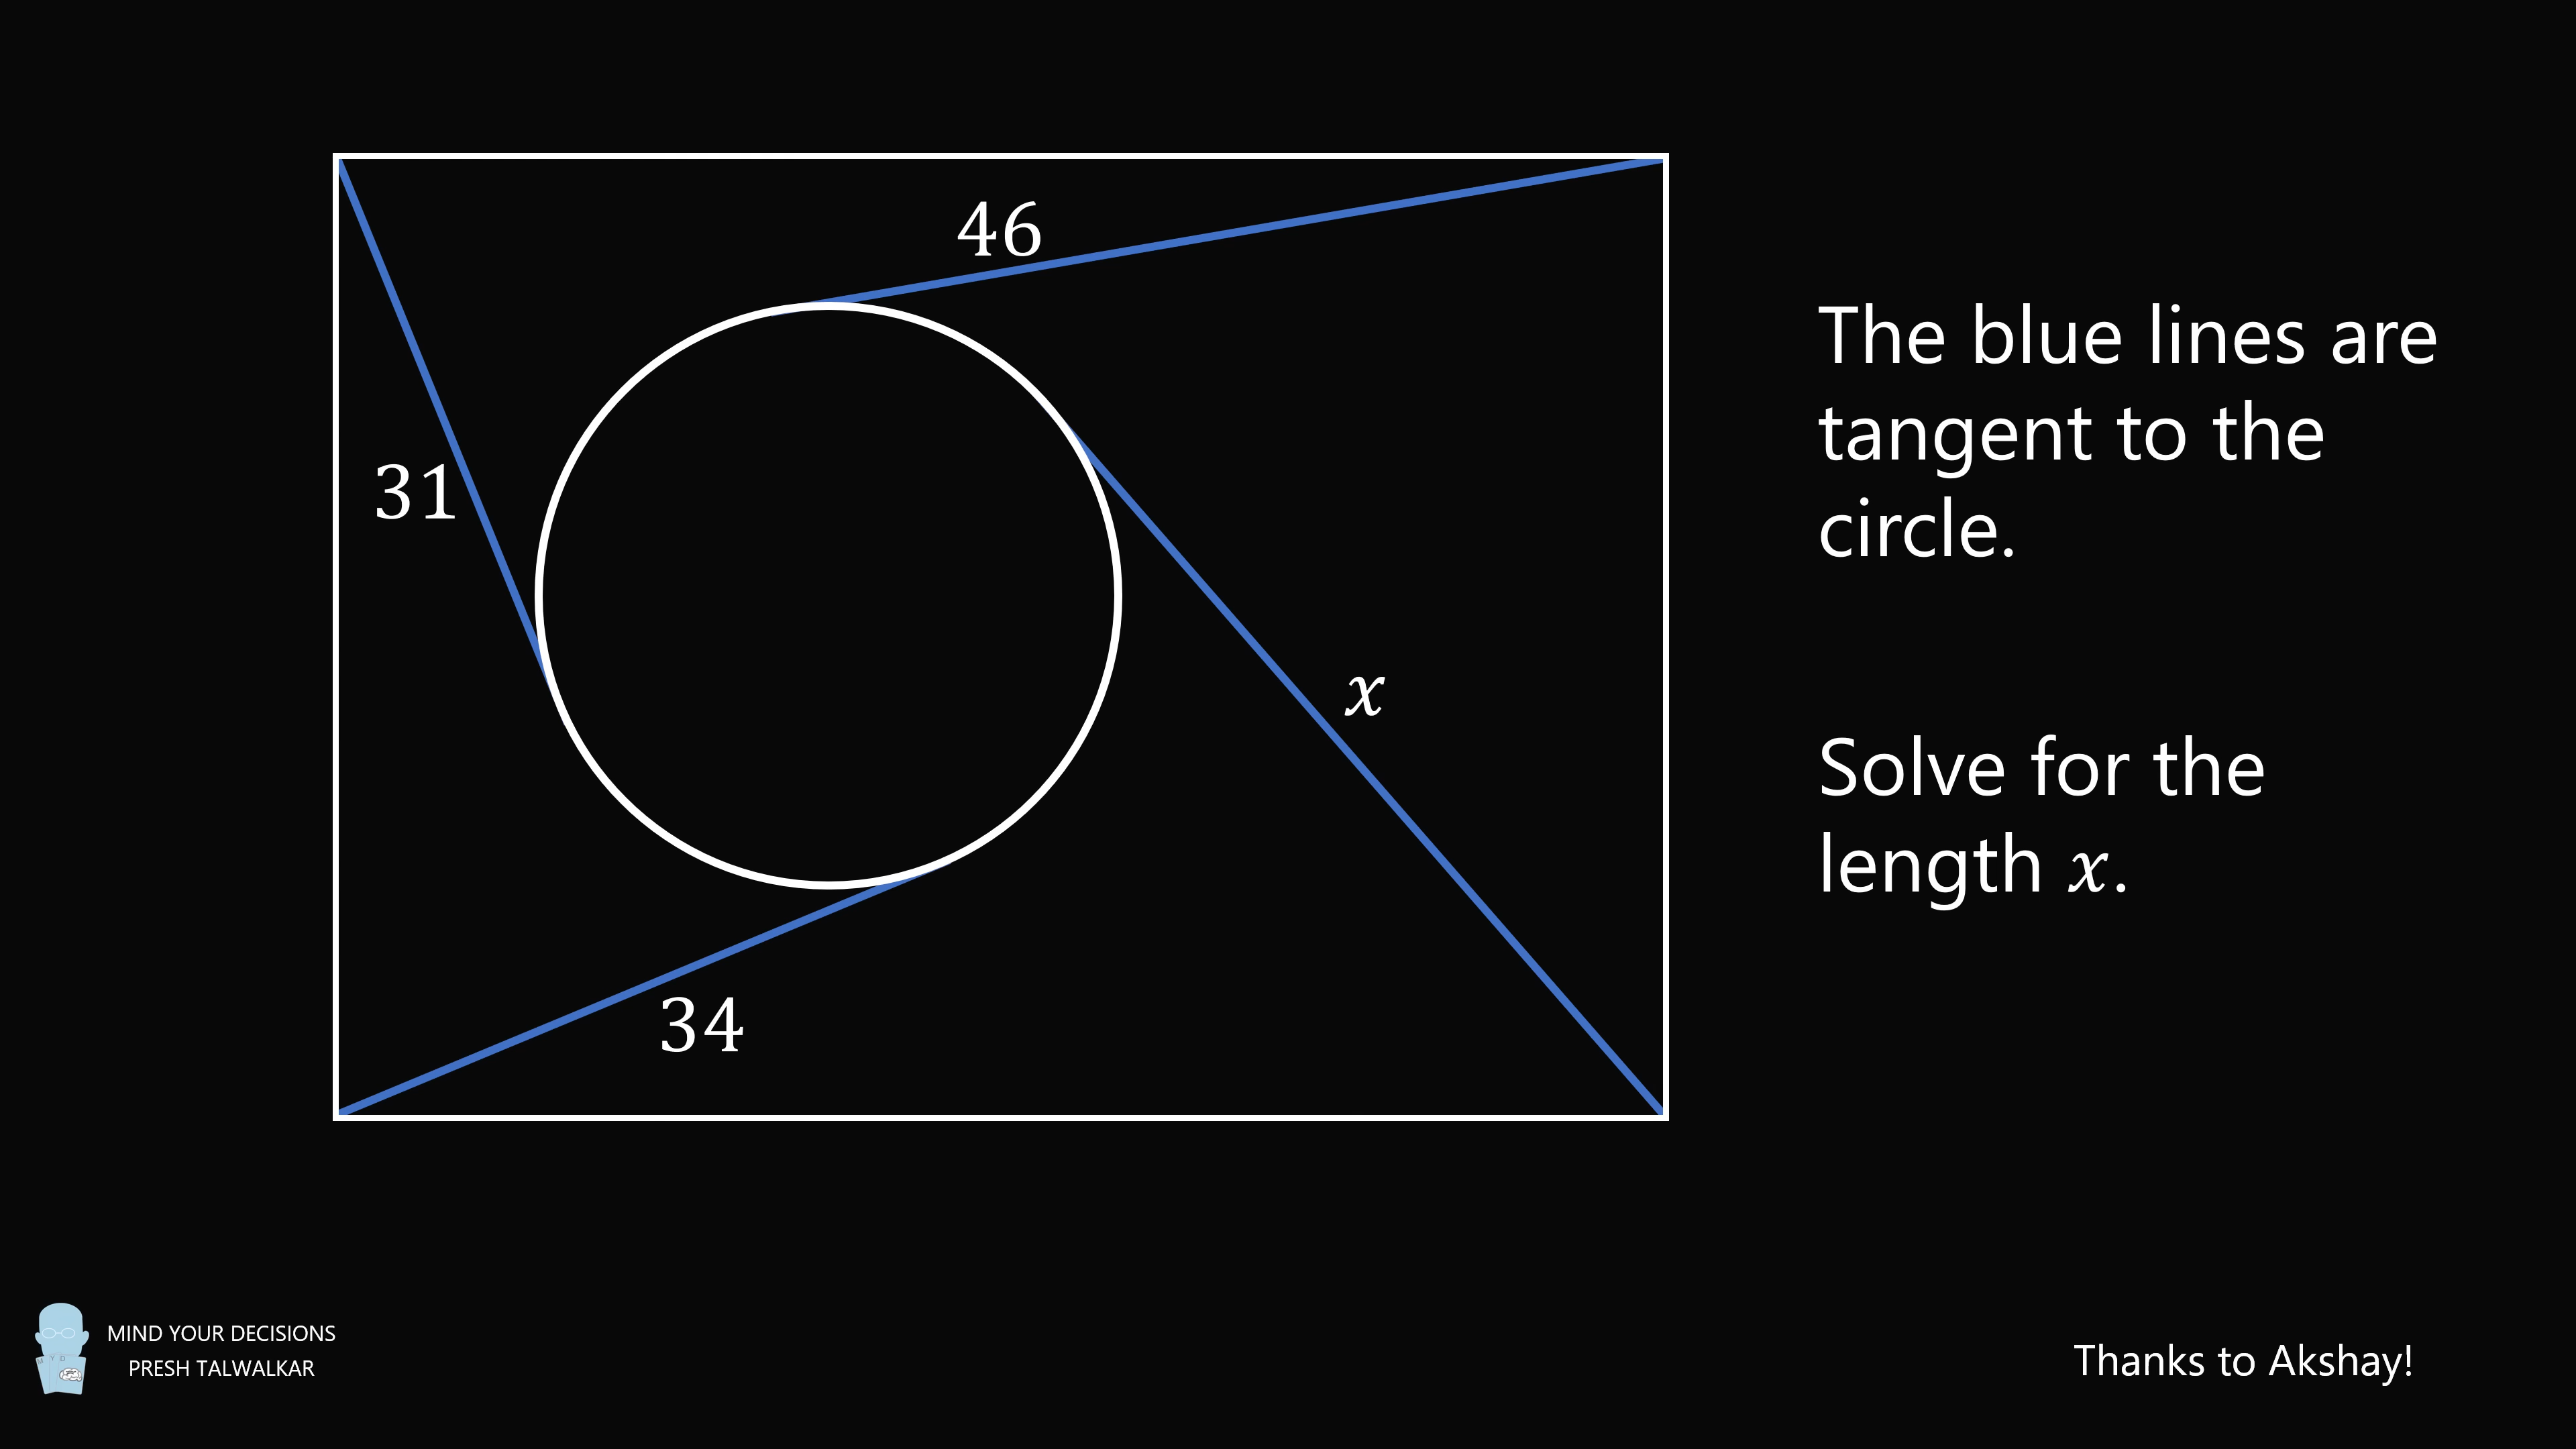 46
31
x
34
The blue lines are
tangent to the
circle.
Solve for the
length x.
MIND YOUR DECISIONS
PRESH TALWALKAR
Thanks to Akshay!